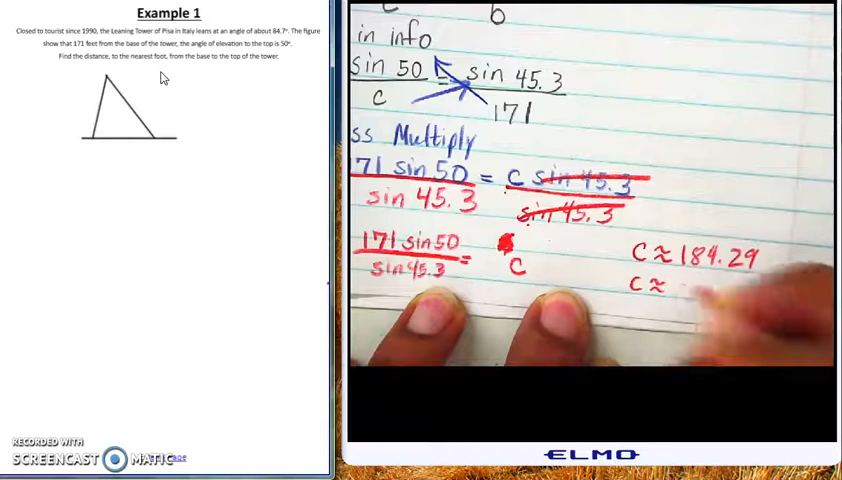 Example 1
Closed to tourist since 1990, the Leaning Tower of Pisa in Italy leans at an angle of about 84.7°. The figure
show that 171 feet from the base of the tower, the angle of elevation to the top is 50°.
Find the distance, to the nearest foot, from the base to the top of the tower.
RECORDED WITH
SCREENCAST MATIC
c b
in info
sin 50 = sin 45.3
c 171
ss Multiply
171 sin 50 = c sin 45.3
sin 45.3 sin 45.3
171 sin 50 =
sin 45.3 c
c ≈ 184.29
c ≈
ELMO